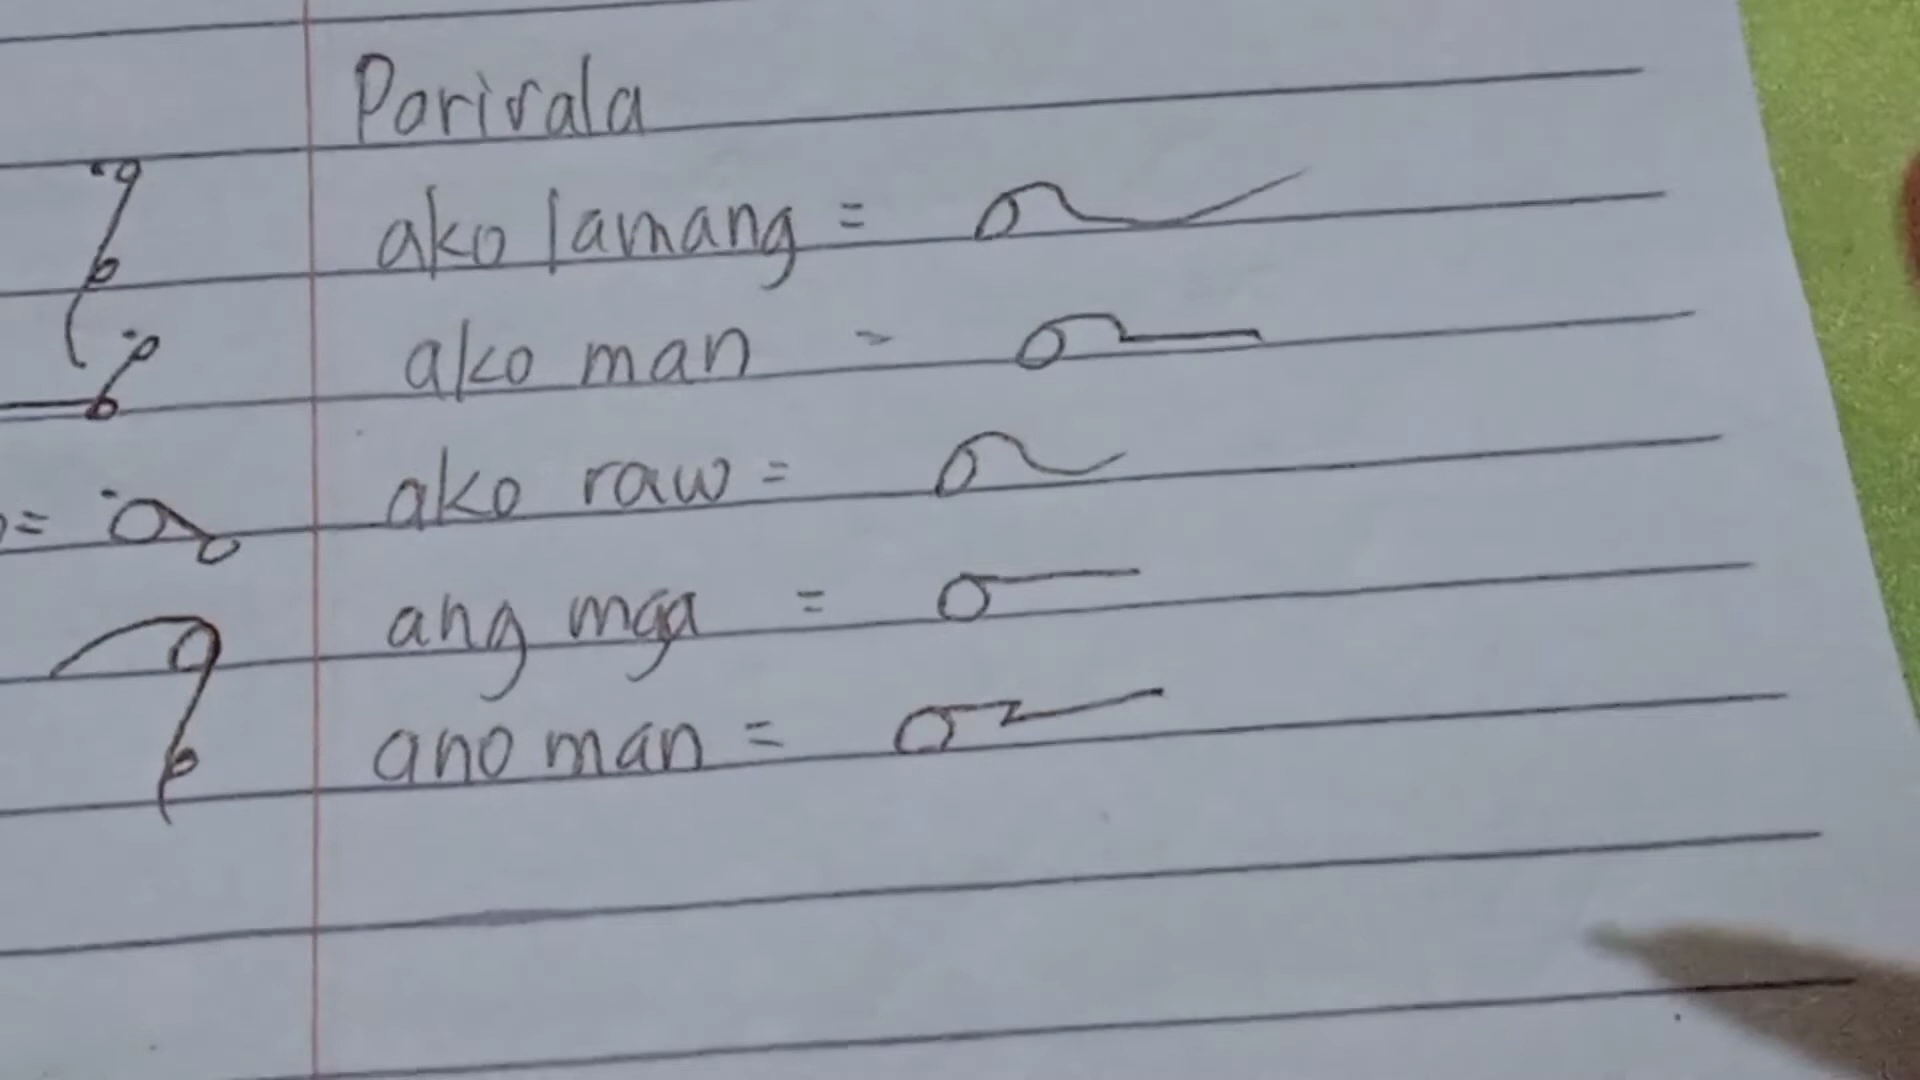 Parirala
ako lamang =
ako man =
ako raw =
ang mga =
ano man =